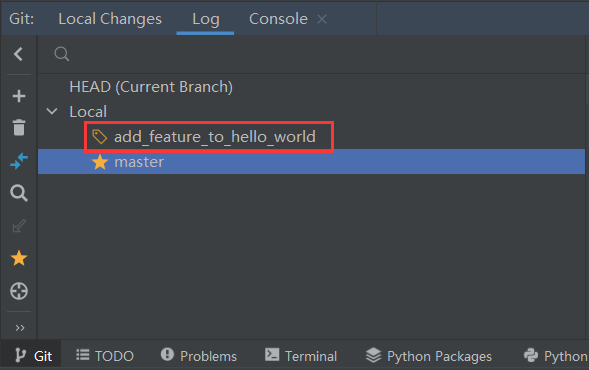 Git: Local Changes Log Console
HEAD (Current Branch)
Local
add_feature_to_hello_world
master
Git TODO Problems Terminal Python Packages Python